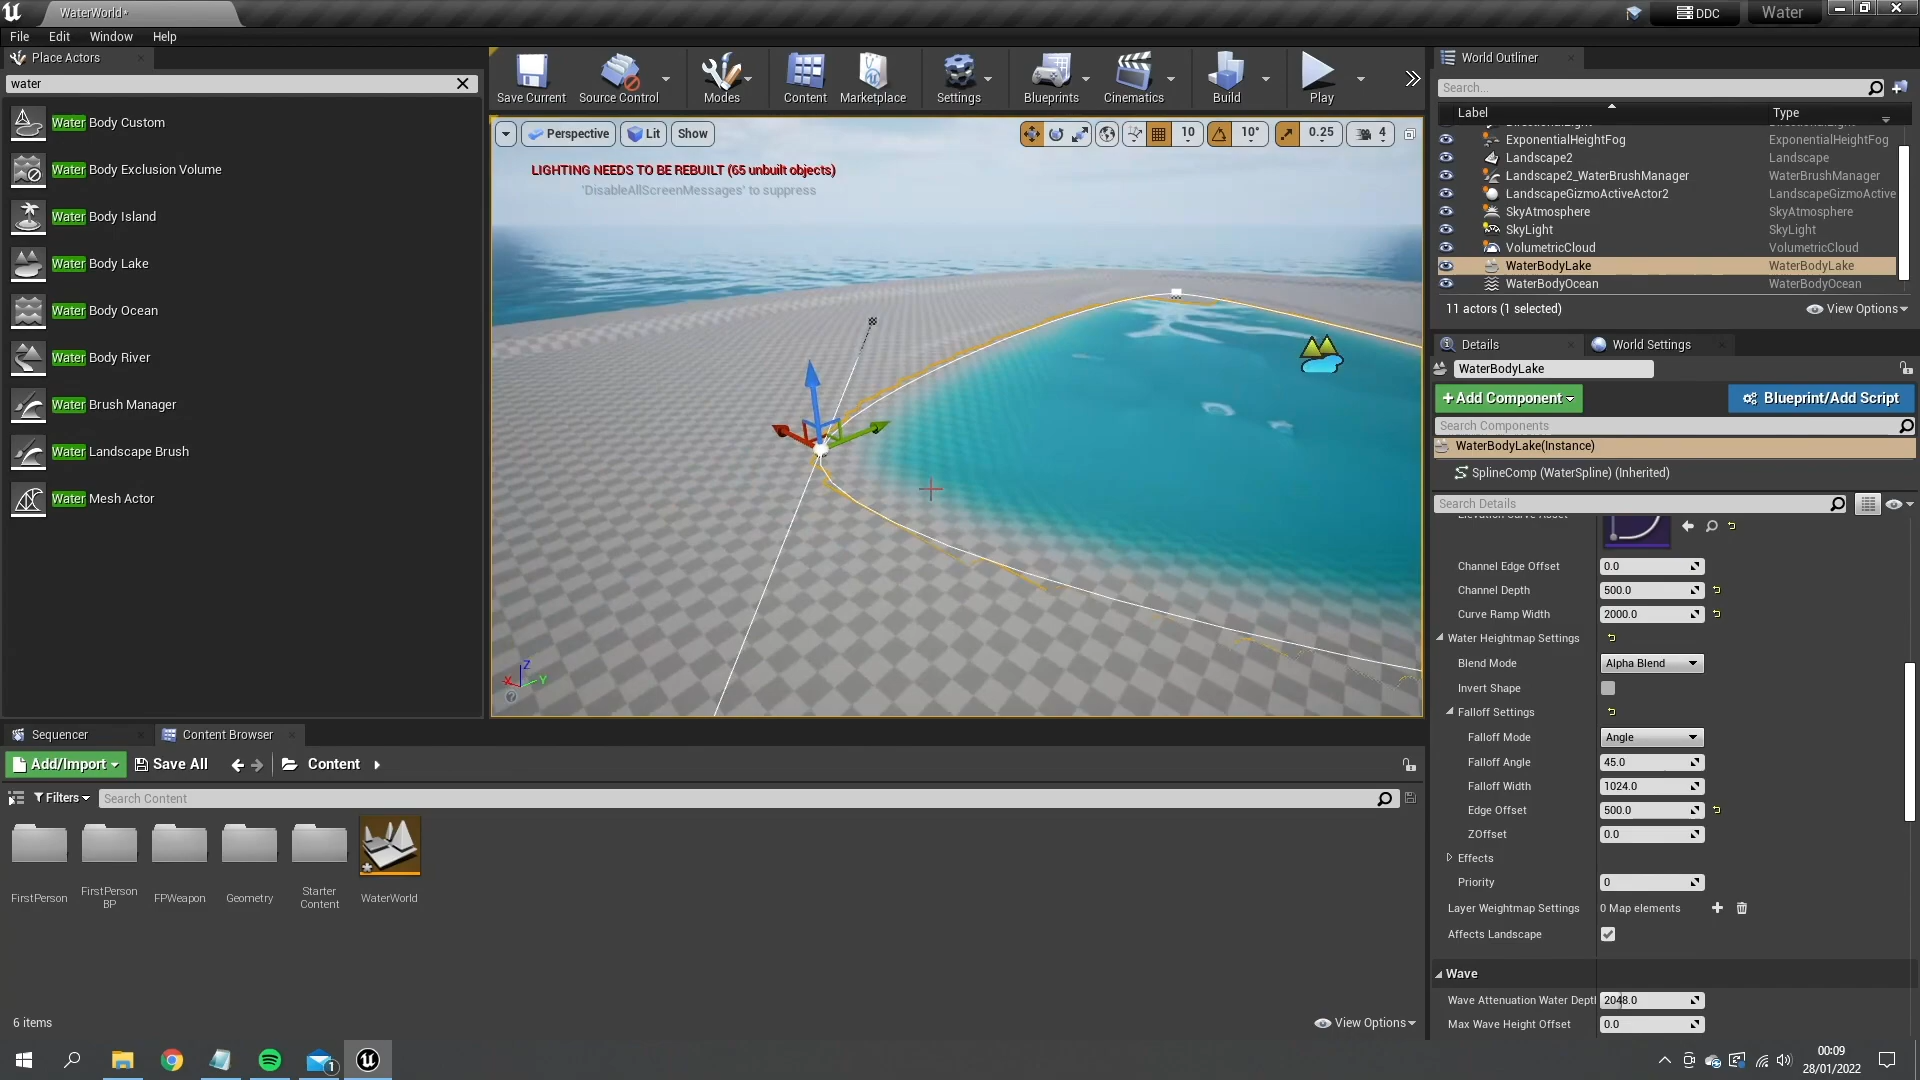 WaterWorld*
DDC
Water
File Edit Window Help
Place Actors
water
Water Body Custom
Water Body Exclusion Volume
Water Body Island
Water Body Lake
Water Body Ocean
Water Body River
Water Brush Manager
Water Landscape Brush
Water Mesh Actor
Save Current Source Control Modes Content Marketplace Settings Blueprints Cinematics Build Play
Perspective Lit Show 10 10° 0.25 4
LIGHTING NEEDS TO BE REBUILT (65 unbuilt objects)
'DisableAllScreenMessages' to suppress
Z
X Y
World Outliner
Search...
Label Type
ExponentialHeightFog ExponentialHeightFog
Landscape2 Landscape
Landscape2_WaterBrushManager WaterBrushManager
LandscapeGizmoActiveActor2 LandscapeGizmoActive
SkyAtmosphere SkyAtmosphere
SkyLight SkyLight
VolumetricCloud VolumetricCloud
WaterBodyLake WaterBodyLake
WaterBodyOcean WaterBodyOcean
11 actors (1 selected) View Options
Details World Settings
WaterBodyLake
+Add Component Blueprint/Add Script
Search Components
WaterBodyLake(Instance)
SplineComp (WaterSpline) (Inherited)
Search Details
Channel Edge Offset 0.0
Channel Depth 500.0
Curve Ramp Width 2000.0
Water Heightmap Settings
Blend Mode Alpha Blend
Invert Shape
Falloff Settings
Falloff Mode Angle
Falloff Angle 45.0
Falloff Width 1024.0
Edge Offset 500.0
ZOffset 0.0
Effects
Priority 0
Layer Weightmap Settings 0 Map elements
Affects Landscape
Wave
Wave Attenuation Water Dept 2048.0
Max Wave Height Offset 0.0
Sequencer Content Browser
Add/Import Save All Content
Filters Search Content
FirstPerson
FirstPerson
BP
FPWeapon
Geometry
Starter
Content
WaterWorld
6 items View Options
1
00:09
28/01/2022